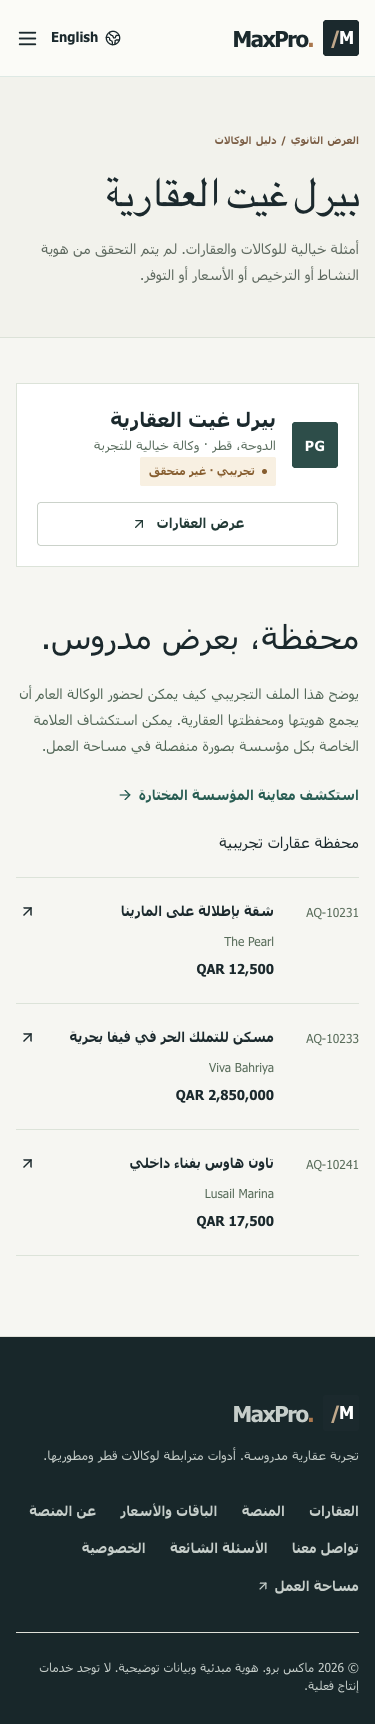 M/ MaxPro.
English
العرض الثانوي / دليل الوكالات
بيرل غيت العقارية
أمثلة خيالية للوكالات والعقارات. لم يتم التحقق من هوية
النشاط أو الترخيص أو الأسعار أو التوفر.
PG
بيرل غيت العقارية
الدوحة، قطر · وكالة خيالية للتجربة
تجريبي · غير متحقق
عرض العقارات
محفظة، بعرض مدروس.
يوضح هذا الملف التجريبي كيف يمكن لحضور الوكالة العام أن
يجمع هويتها ومحفظتها العقارية. يمكن استكشاف العلامة
الخاصة بكل مؤسسة بصورة منفصلة في مساحة العمل.
استكشف معاينة المؤسسة المختارة
محفظة عقارات تجريبية
AQ-10231
شقة بإطلالة على المارينا
The Pearl
QAR 12,500
AQ-10233
مسكن للتملك الحر في فيفا بحرية
Viva Bahriya
QAR 2,850,000
AQ-10241
تاون هاوس بفناء داخلي
Lusail Marina
QAR 17,500
M/ MaxPro.
تجربة عقارية مدروسة. أدوات مترابطة لوكالات قطر ومطوريها.
العقارات المنصة الباقات والأسعار عن المنصة
تواصل معنا الأسئلة الشائعة الخصوصية
مساحة العمل
© 2026 ماكس برو. هوية مبدئية وبيانات توضيحية. لا توجد خدمات
إنتاج فعلية.